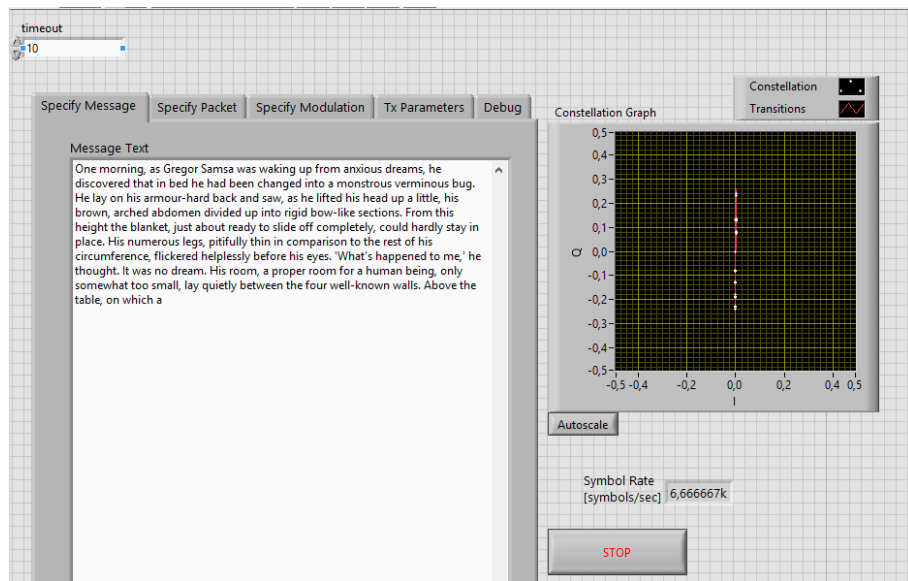 timeout
10
Specify Message
Specify Packet
Specify Modulation
Tx Parameters
Debug
Message Text
One morning, as Gregor Samsa was waking up from anxious dreams, he
discovered that in bed he had been changed into a monstrous verminous bug.
He lay on his armour-hard back and saw, as he lifted his head up a little, his
brown, arched abdomen divided up into rigid bow-like sections. From this
height the blanket, just about ready to slide off completely, could hardly stay in
place. His numerous legs, pitifully thin in comparison to the rest of his
circumference, flickered helplessly before his eyes. 'What's happened to me,' he
thought. It was no dream. His room, a proper room for a human being, only
somewhat too small, lay quietly between the four well-known walls. Above the
table, on which a
Constellation
Transitions
Constellation Graph
0,5
0,4
0,3
0,2
0,1
0,0
-0,1
-0,2
-0,3
-0,4
-0,5
Q
-0,5 -0,4 -0,2 0,0 0,2 0,4 0,5
I
Autoscale
Symbol Rate
[symbols/sec]
6,666667k
STOP